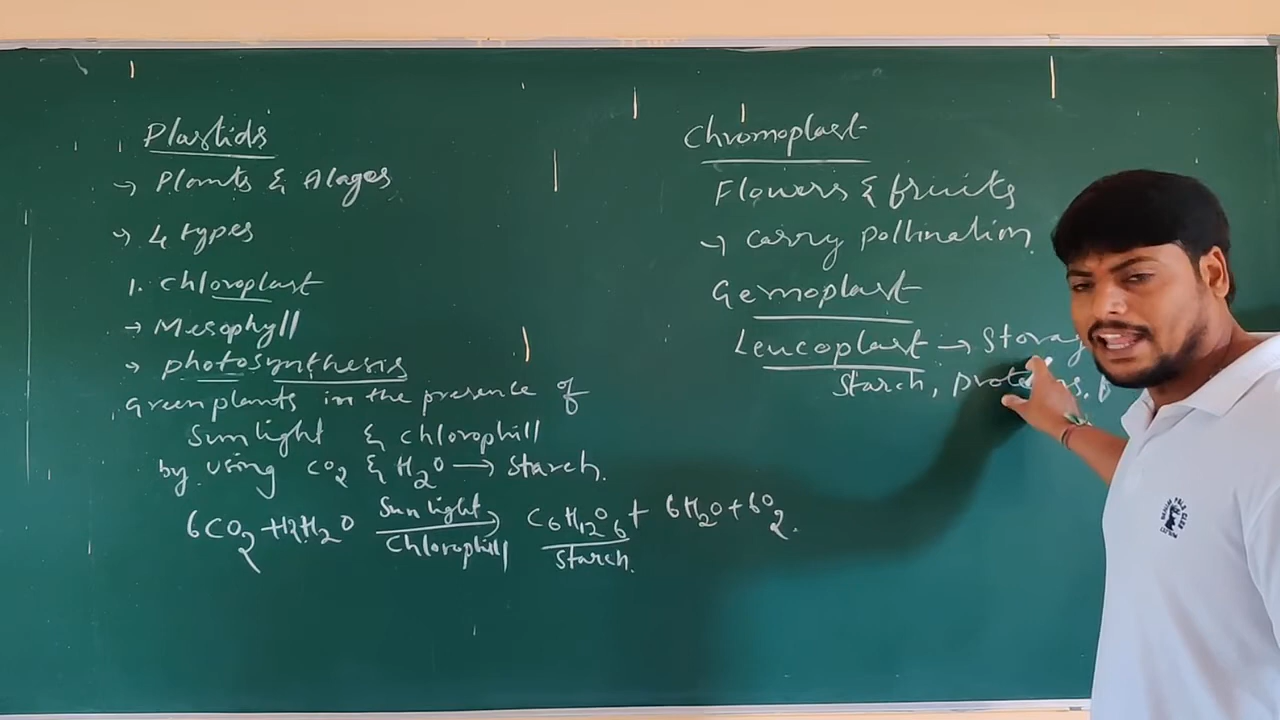 Plastids
→ Plants & Alages
→ 4 types
1. Chloroplast
→ Mesophyll
→ photosynthesis
Green plants in the presence of
Sunlight & chlorophill
by using CO2 & H2O → Starch.
6CO2 + 12H2O Sunlight → C6H12O6 + 6H2O + 6O2.
Chlorophill Starch.
Chromoplast
Flowers & fruits
→ carry pollination
Gernoplast
Leucoplast → Storag
Starch, proteins,